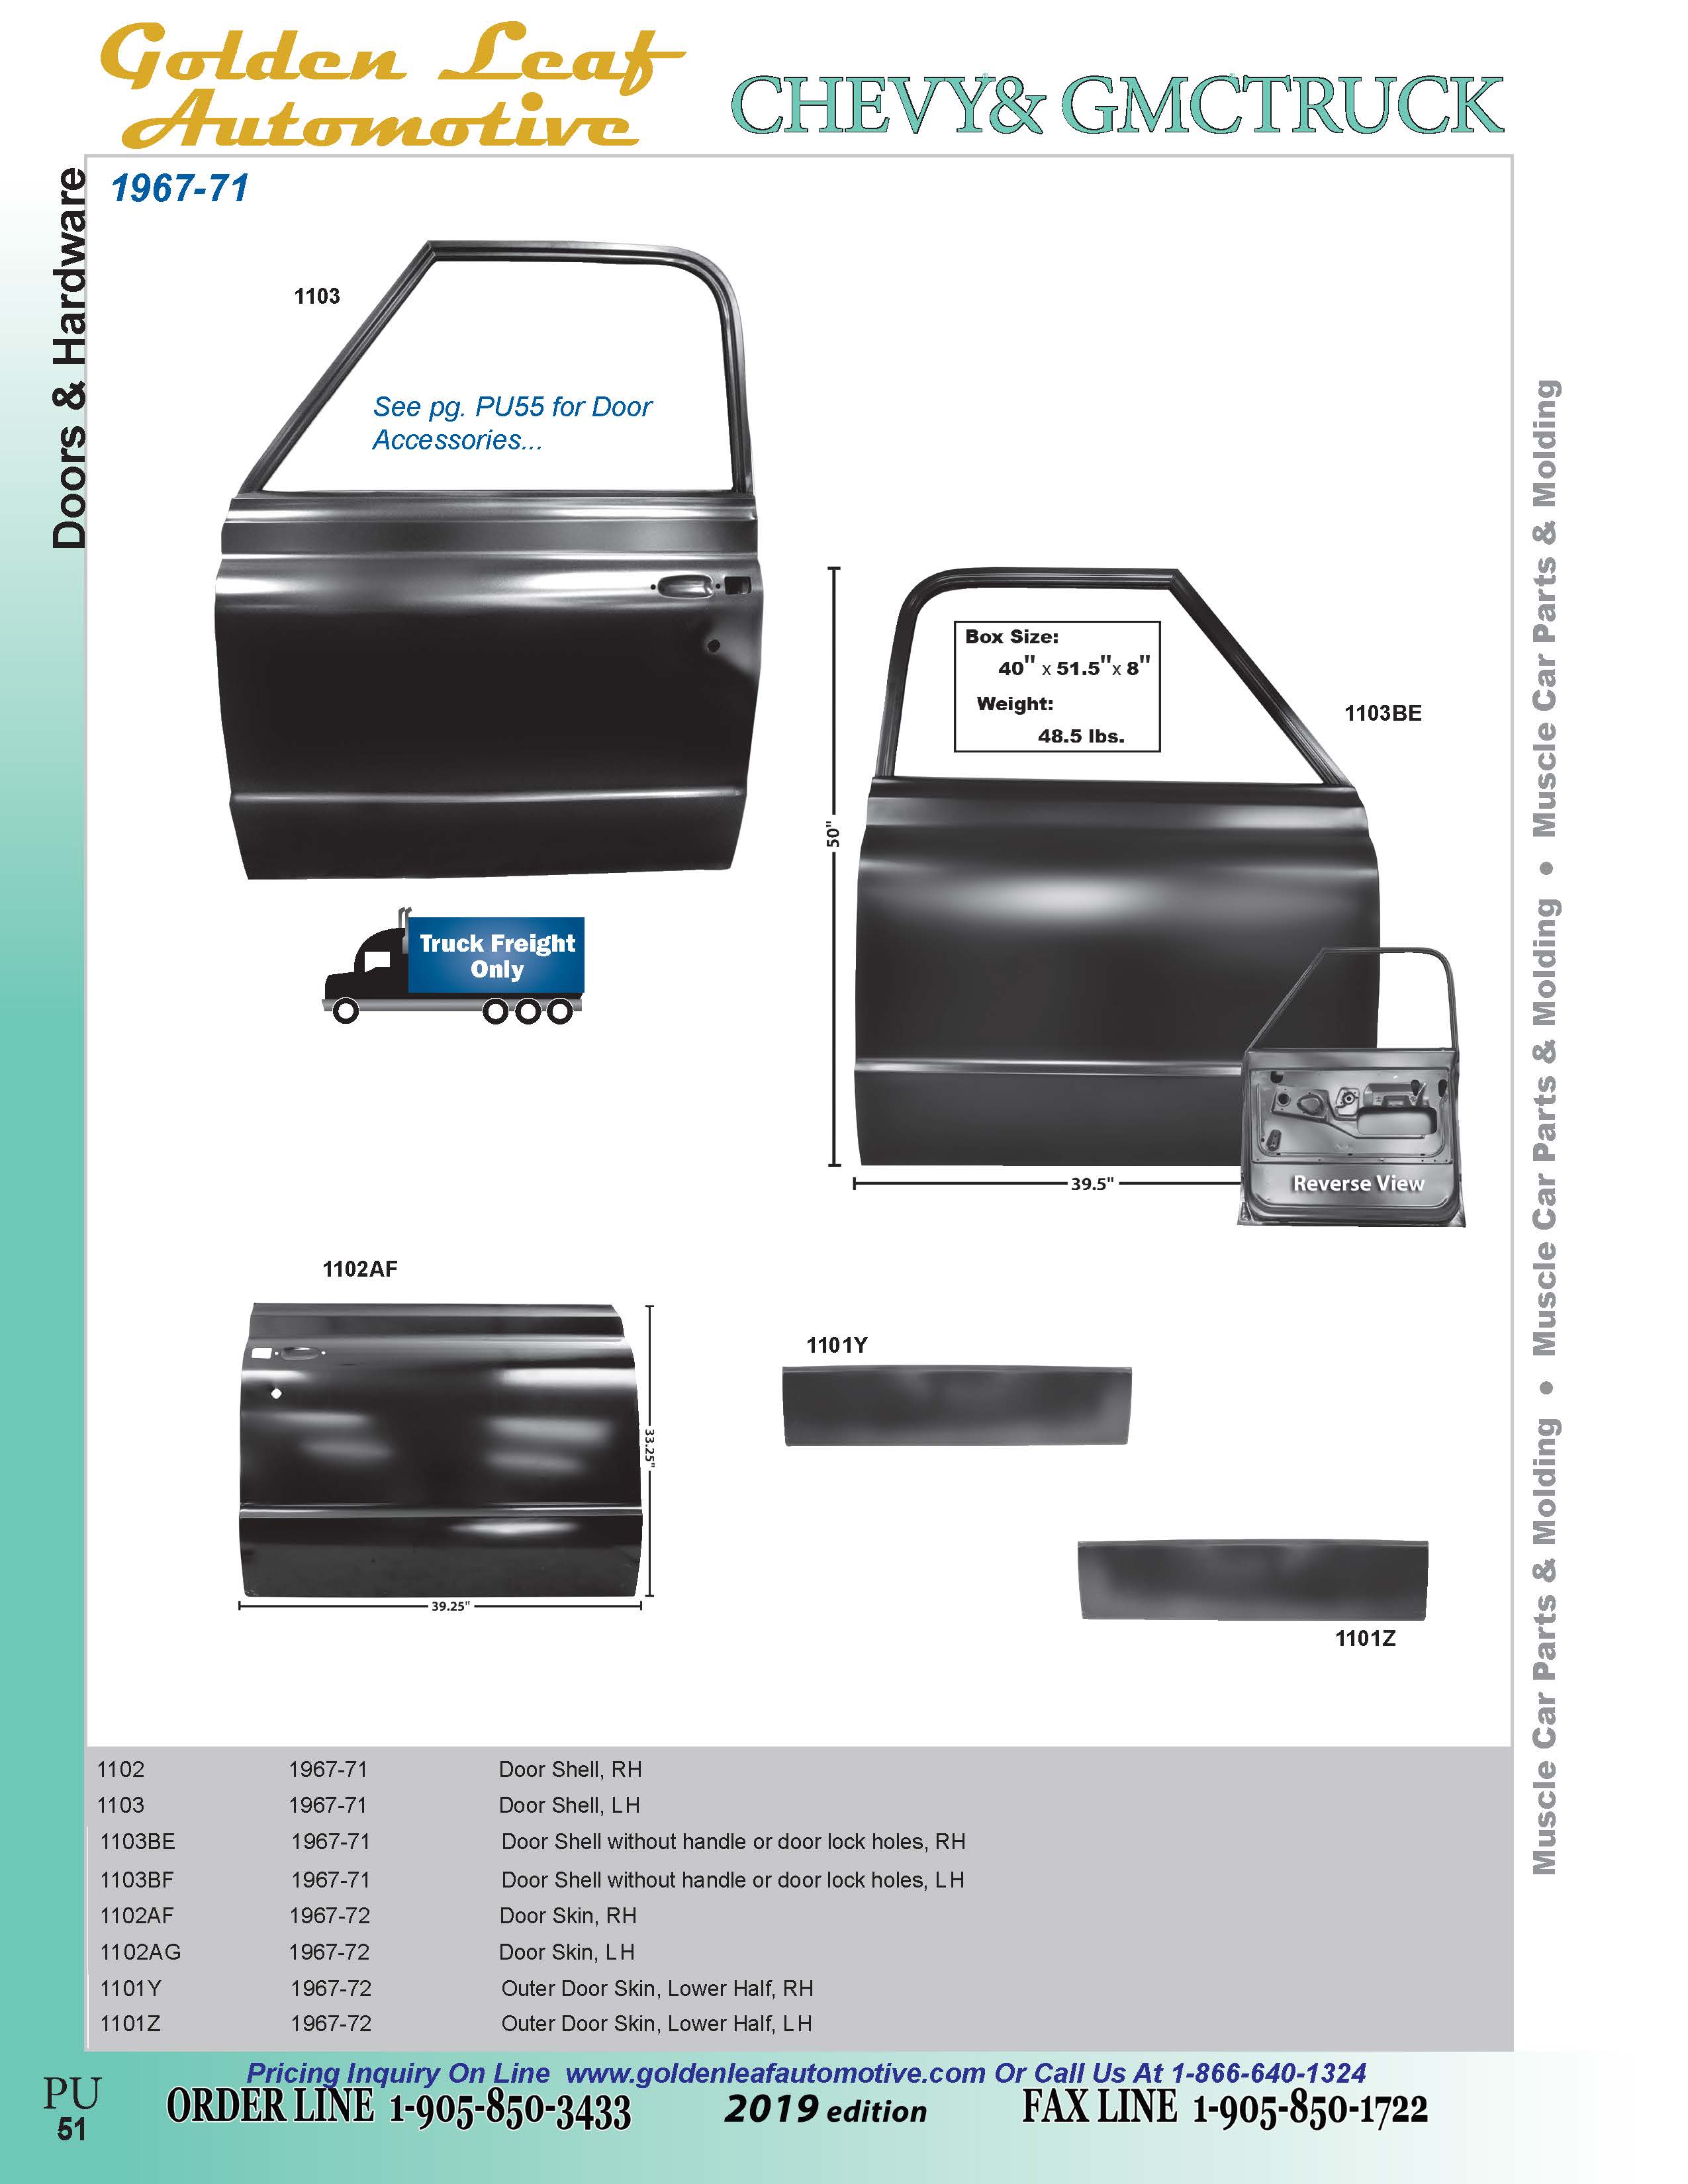 Golden Leaf
Automotive
CHEVY & GMC TRUCK
Doors & Hardware
1967-71
1103
See pg. PU55 for Door
Accessories...
Box Size:
40" x 51.5" x 8"
Weight:
48.5 lbs.
1103BE
50"
Truck Freight
Only
39.5"
Reverse View
1102AF
33.25"
39.25"
1101Y
1101Z
Muscle Car Parts & Molding • Muscle Car Parts & Molding • Muscle Car Parts & Molding
1102 1967-71 Door Shell, RH
1103 1967-71 Door Shell, LH
1103BE 1967-71 Door Shell without handle or door lock holes, RH
1103BF 1967-71 Door Shell without handle or door lock holes, LH
1102AF 1967-72 Door Skin, RH
1102AG 1967-72 Door Skin, LH
1101Y 1967-72 Outer Door Skin, Lower Half, RH
1101Z 1967-72 Outer Door Skin, Lower Half, LH
Pricing Inquiry On Line www.goldenleafautomotive.com Or Call Us At 1-866-640-1324
PU
51
ORDER LINE 1-905-850-3433 2019 edition FAX LINE 1-905-850-1722